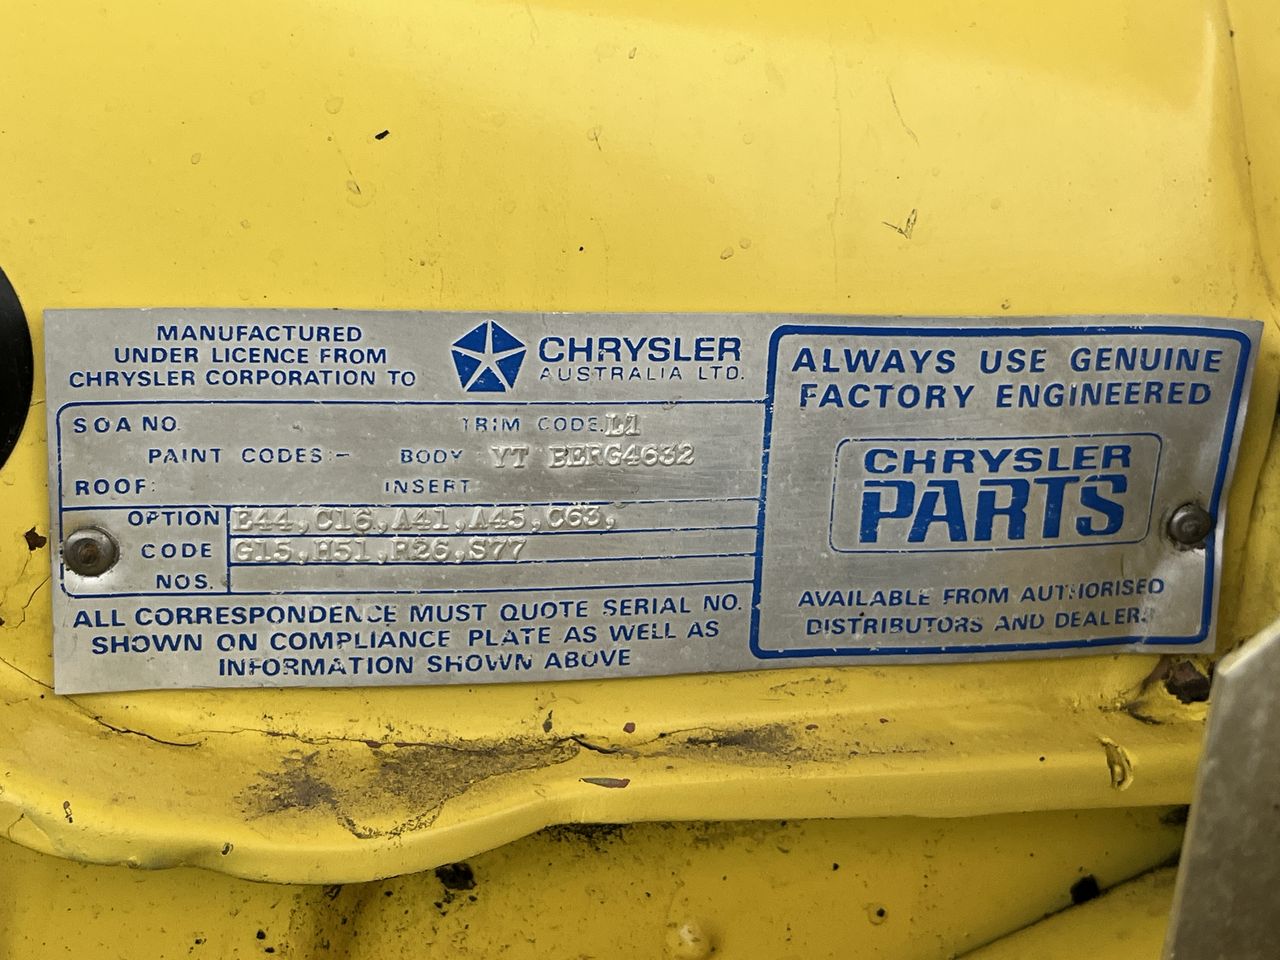 MANUFACTURED
UNDER LICENCE FROM
CHRYSLER CORPORATION TO
CHRYSLER
AUSTRALIA LTD.
SOA NO. TRIM CODE. L1
PAINT CODES:- BODY YT BERG4632
ROOF: INSERT
OPTION E44, C16, A41, A45, C63,
CODE G15, H51, R26, S77
NOS.
ALL CORRESPONDENCE MUST QUOTE SERIAL NO.
SHOWN ON COMPLIANCE PLATE AS WELL AS
INFORMATION SHOWN ABOVE
ALWAYS USE GENUINE
FACTORY ENGINEERED
CHRYSLER
PARTS
AVAILABLE FROM AUTHORISED
DISTRIBUTORS AND DEALERS